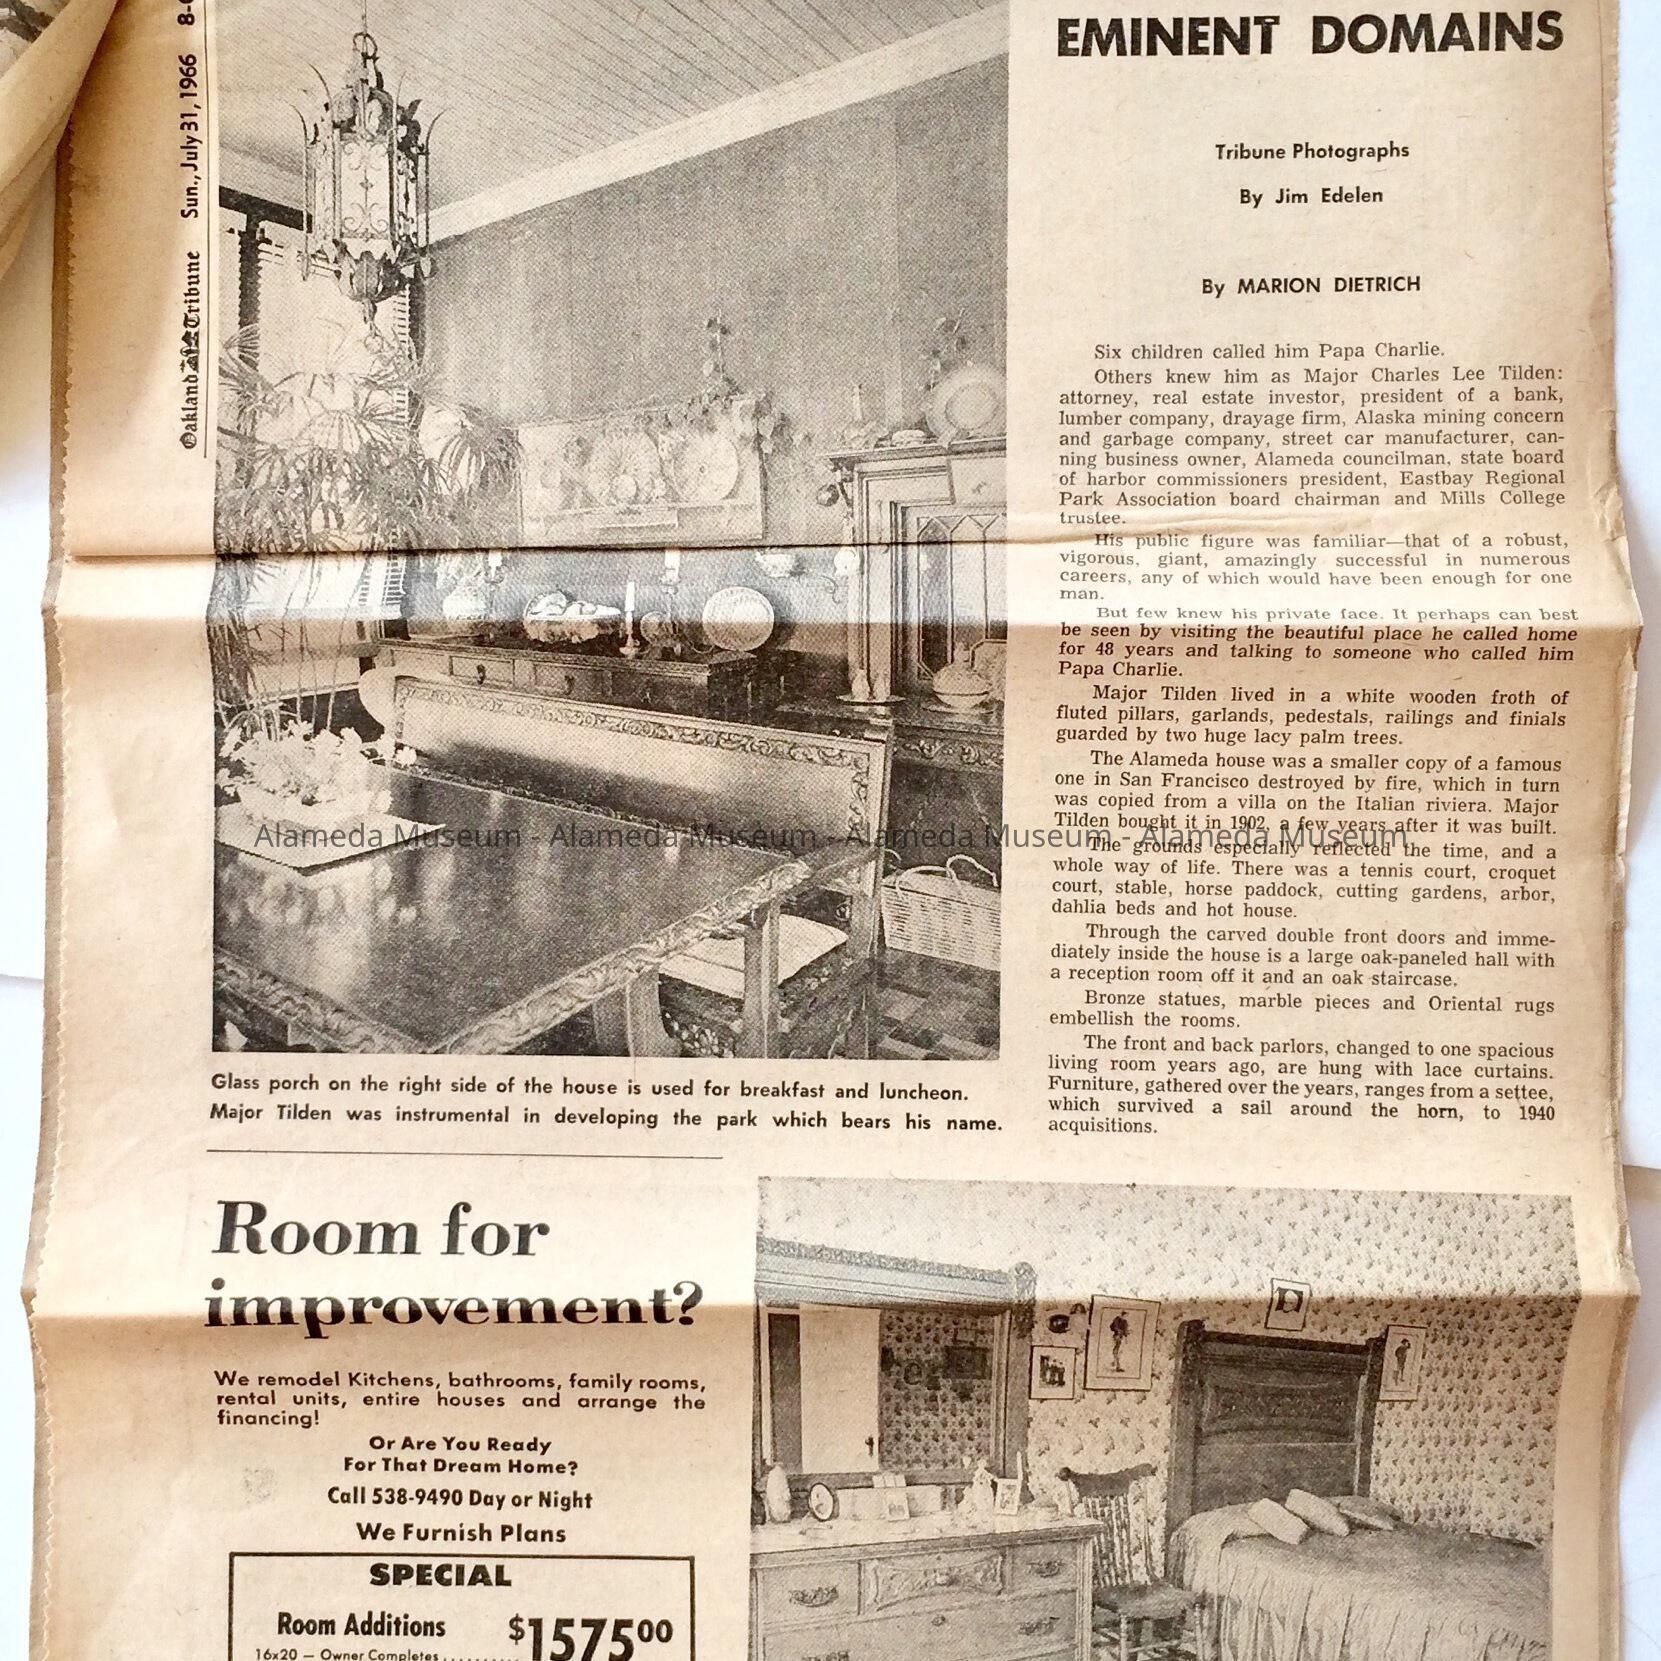 Oakland Tribune Sun., July 31, 1966
EMINENT DOMAINS
Tribune Photographs
By Jim Edelen
By MARION DIETRICH
Six children called him Papa Charlie.
Others knew him as Major Charles Lee Tilden:
attorney, real estate investor, president of a bank,
lumber company, drayage firm, Alaska mining concern
and garbage company, street car manufacturer, can-
ning business owner, Alameda councilman, state board
of harbor commissioners president, Eastbay Regional
Park Association board chairman and Mills College
trustee.
His public figure was familiar—that of a robust,
vigorous, giant, amazingly successful in numerous
careers, any of which would have been enough for one
man.
But few knew his private face. It perhaps can best
be seen by visiting the beautiful place he called home
for 48 years and talking to someone who called him
Papa Charlie.
Major Tilden lived in a white wooden froth of
fluted pillars, garlands, pedestals, railings and finials
guarded by two huge lacy palm trees.
The Alameda house was a smaller copy of a famous
one in San Francisco destroyed by fire, which in turn
was copied from a villa on the Italian riviera. Major
Tilden bought it in 1902, a few years after it was built.
The grounds especially reflected the time, and a
whole way of life. There was a tennis court, croquet
court, stable, horse paddock, cutting gardens, arbor,
dahlia beds and hot house.
Through the carved double front doors and imme-
diately inside the house is a large oak-paneled hall with
a reception room off it and an oak staircase.
Bronze statues, marble pieces and Oriental rugs
embellish the rooms.
The front and back parlors, changed to one spacious
living room years ago, are hung with lace curtains.
Furniture, gathered over the years, ranges from a settee,
which survived a sail around the horn, to 1940
acquisitions.
Alameda Museum - Alameda Museum - Alameda Museum - Alameda Museum
Glass porch on the right side of the house is used for breakfast and luncheon.
Major Tilden was instrumental in developing the park which bears his name.
Room for
improvement?
We remodel Kitchens, bathrooms, family rooms,
rental units, entire houses and arrange the
financing!
Or Are You Ready
For That Dream Home?
Call 538-9490 Day or Night
We Furnish Plans
SPECIAL
Room Additions $157500
16x20 — Owner Completes ..........